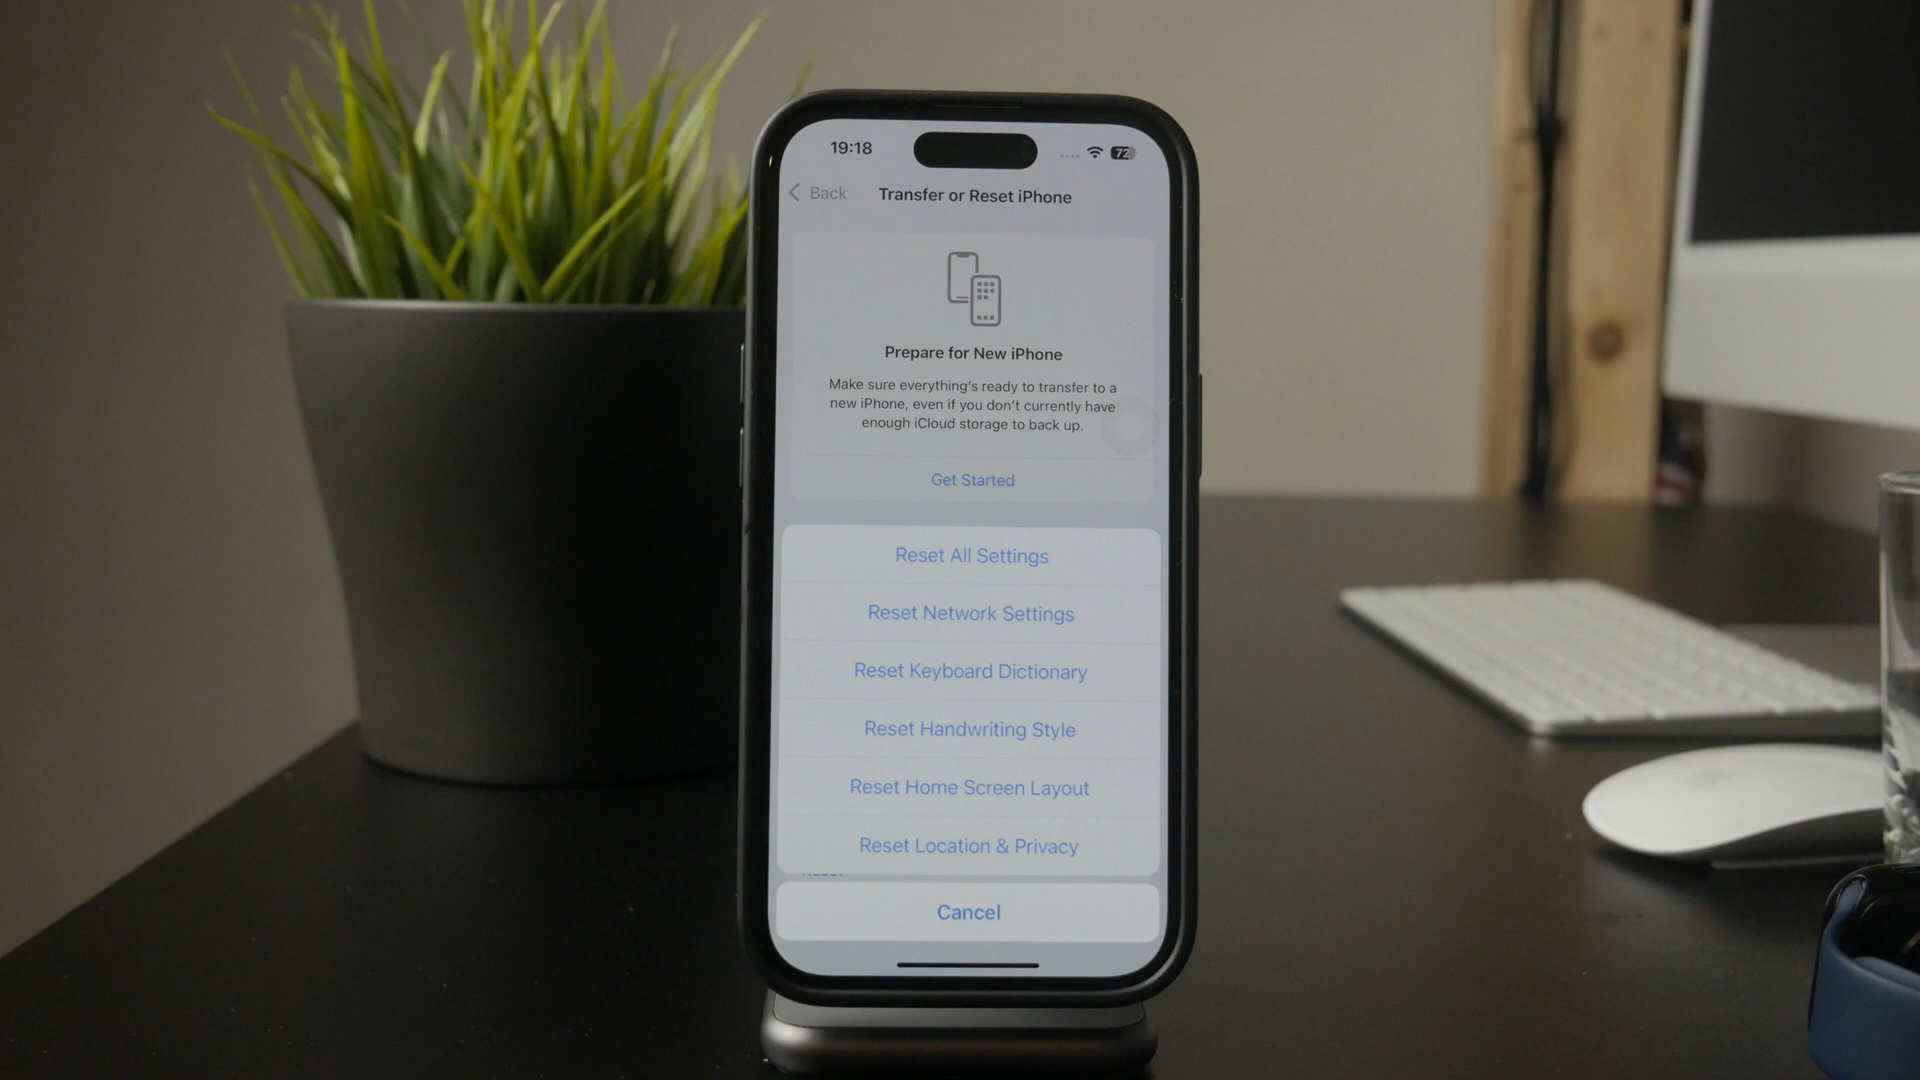 19:18
72
Back
Transfer or Reset iPhone
Prepare for New iPhone
Make sure everything's ready to transfer to a
new iPhone, even if you don't currently have
enough iCloud storage to back up.
Get Started
Reset All Settings
Reset Network Settings
Reset Keyboard Dictionary
Reset Handwriting Style
Reset Home Screen Layout
Reset Location & Privacy
Cancel